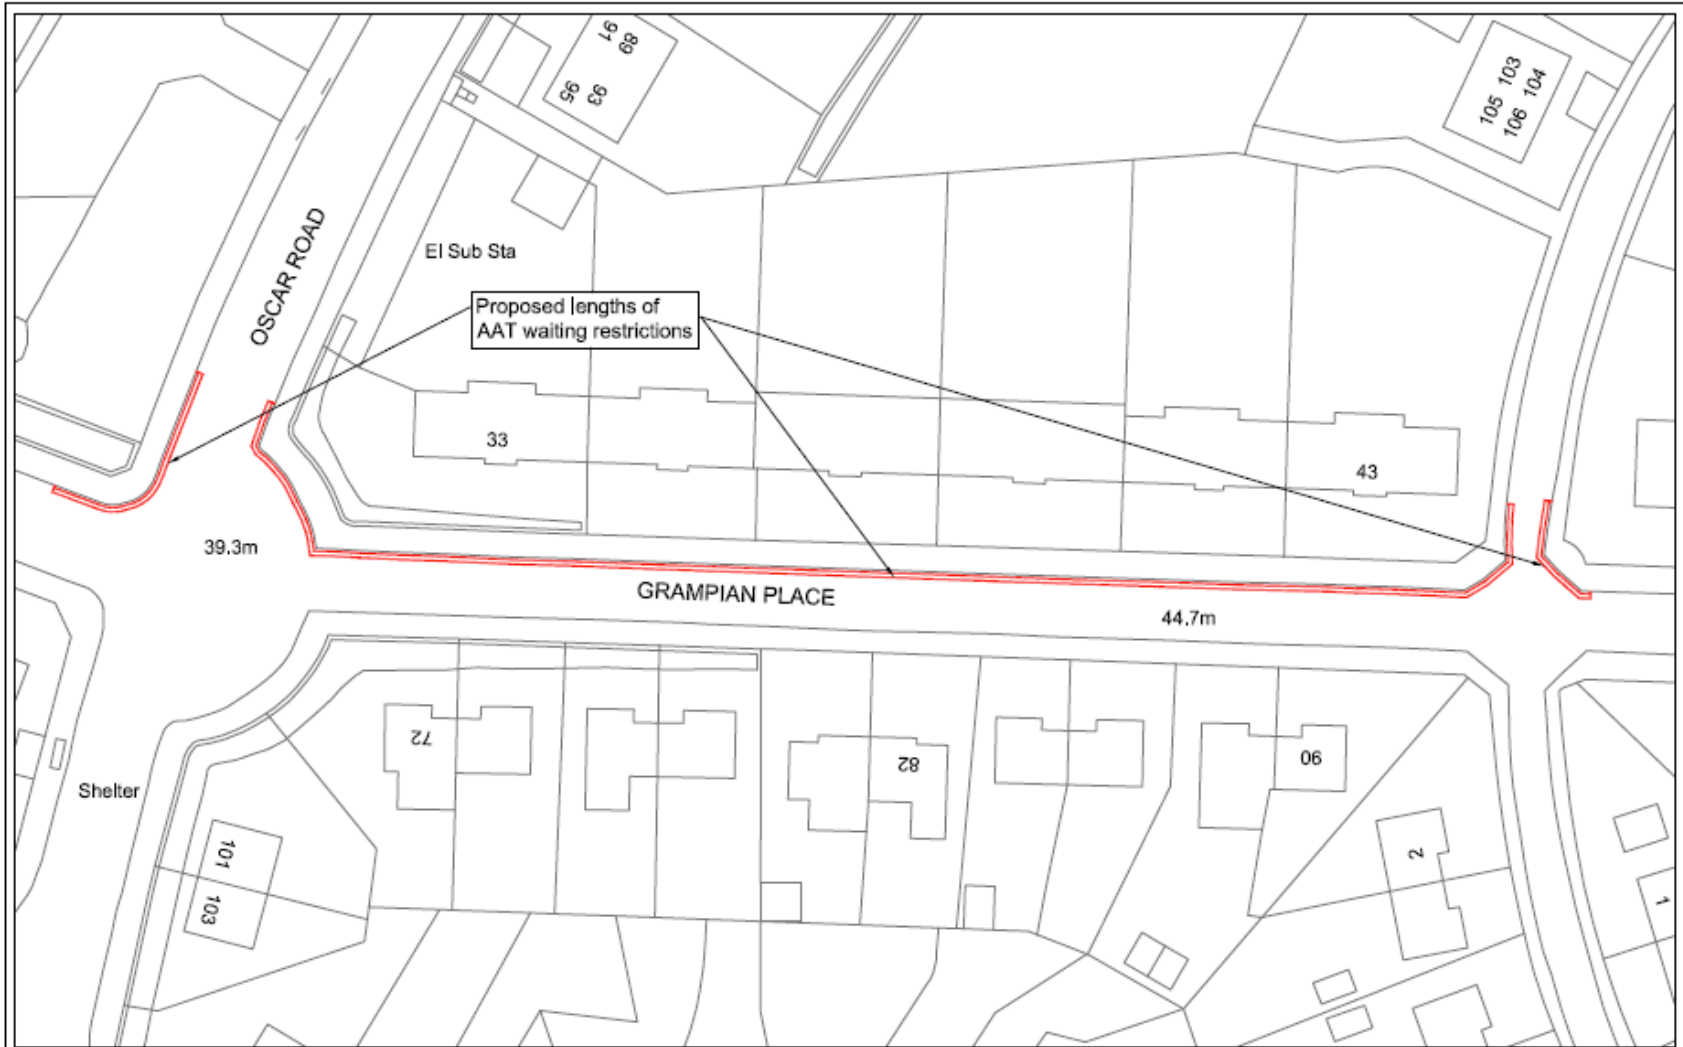 89
91
93
95
103
104
105
106
OSCAR ROAD
El Sub Sta
Proposed lengths of
AAT waiting restrictions
33
43
39.3m
GRAMPIAN PLACE
44.7m
72
82
90
Shelter
101
103
2
1